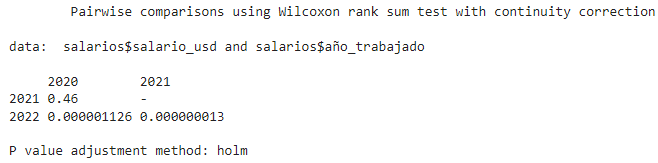 Pairwise comparisons using Wilcoxon rank sum test with continuity correction
data: salarios$salario_usd and salarios$año_trabajado
2020 2021
2021 0.46 -
2022 0.000001126 0.000000013
P value adjustment method: holm